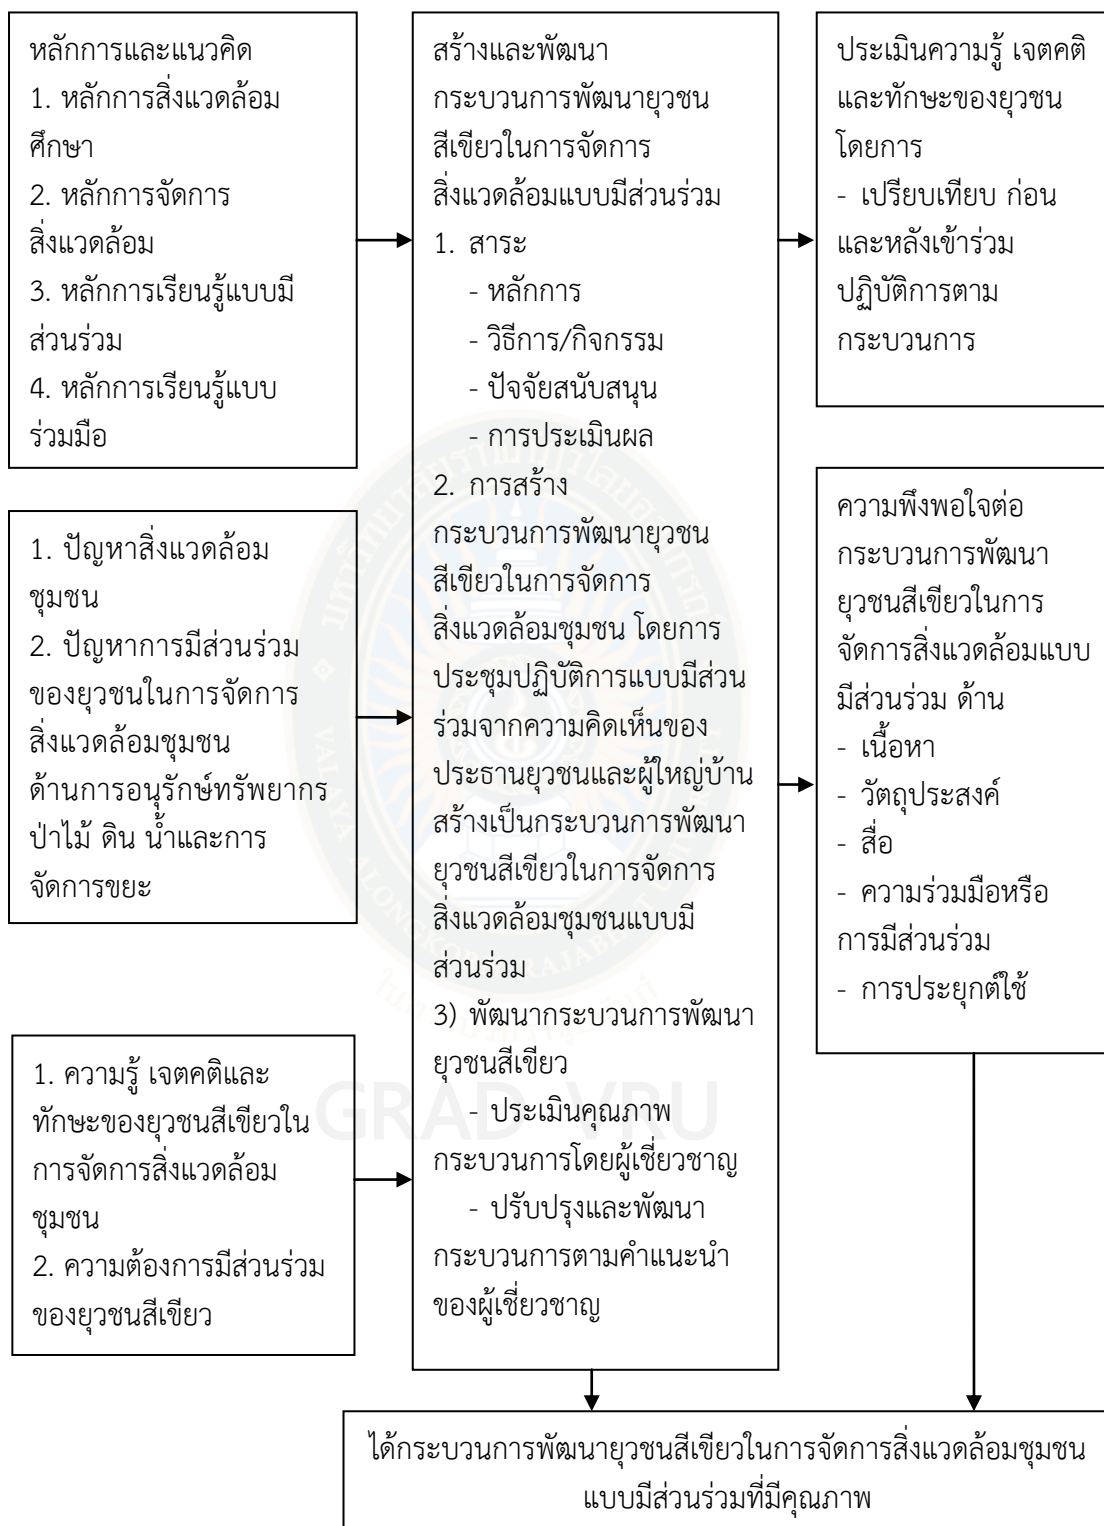 หลักการและแนวคิด
1. หลักการสิ่งแวดล้อม
ศึกษา
2. หลักการจัดการ
สิ่งแวดล้อม
3. หลักการเรียนรู้แบบมี
ส่วนร่วม
4. หลักการเรียนรู้แบบ
ร่วมมือ
1. ปัญหาสิ่งแวดล้อม
ชุมชน
2. ปัญหาการมีส่วนร่วม
ของยุวชนในการจัดการ
สิ่งแวดล้อมชุมชน
ด้านการอนุรักษ์ทรัพยากร
ป่าไม้ ดิน น้ำและการ
จัดการขยะ
1. ความรู้ เจตคติและ
ทักษะของยุวชนสีเขียวใน
การจัดการสิ่งแวดล้อม
ชุมชน
2. ความต้องการมีส่วนร่วม
ของยุวชนสีเขียว
สร้างและพัฒนา
กระบวนการพัฒนายุวชน
สีเขียวในการจัดการ
สิ่งแวดล้อมแบบมีส่วนร่วม
1. สาระ
- หลักการ
- วิธีการ/กิจกรรม
- ปัจจัยสนับสนุน
- การประเมินผล
2. การสร้าง
กระบวนการพัฒนายุวชน
สีเขียวในการจัดการ
สิ่งแวดล้อมชุมชน โดยการ
ประชุมปฏิบัติการแบบมีส่วน
ร่วมจากความคิดเห็นของ
ประธานยุวชนและผู้ใหญ่บ้าน
สร้างเป็นกระบวนการพัฒนา
ยุวชนสีเขียวในการจัดการ
สิ่งแวดล้อมชุมชนแบบมี
ส่วนร่วม
3) พัฒนากระบวนการพัฒนา
ยุวชนสีเขียว
- ประเมินคุณภาพ
กระบวนการโดยผู้เชี่ยวชาญ
- ปรับปรุงและพัฒนา
กระบวนการตามคำแนะนำ
ของผู้เชี่ยวชาญ
ประเมินความรู้ เจตคติ
และทักษะของยุวชน
โดยการ
- เปรียบเทียบ ก่อน
และหลังเข้าร่วม
ปฏิบัติการตาม
กระบวนการ
ความพึงพอใจต่อ
กระบวนการพัฒนา
ยุวชนสีเขียวในการ
จัดการสิ่งแวดล้อมแบบ
มีส่วนร่วม ด้าน
- เนื้อหา
- วัตถุประสงค์
- สื่อ
- ความร่วมมือหรือ
การมีส่วนร่วม
- การประยุกต์ใช้
ได้กระบวนการพัฒนายุวชนสีเขียวในการจัดการสิ่งแวดล้อมชุมชน
แบบมีส่วนร่วมที่มีคุณภาพ
GRAD VRU